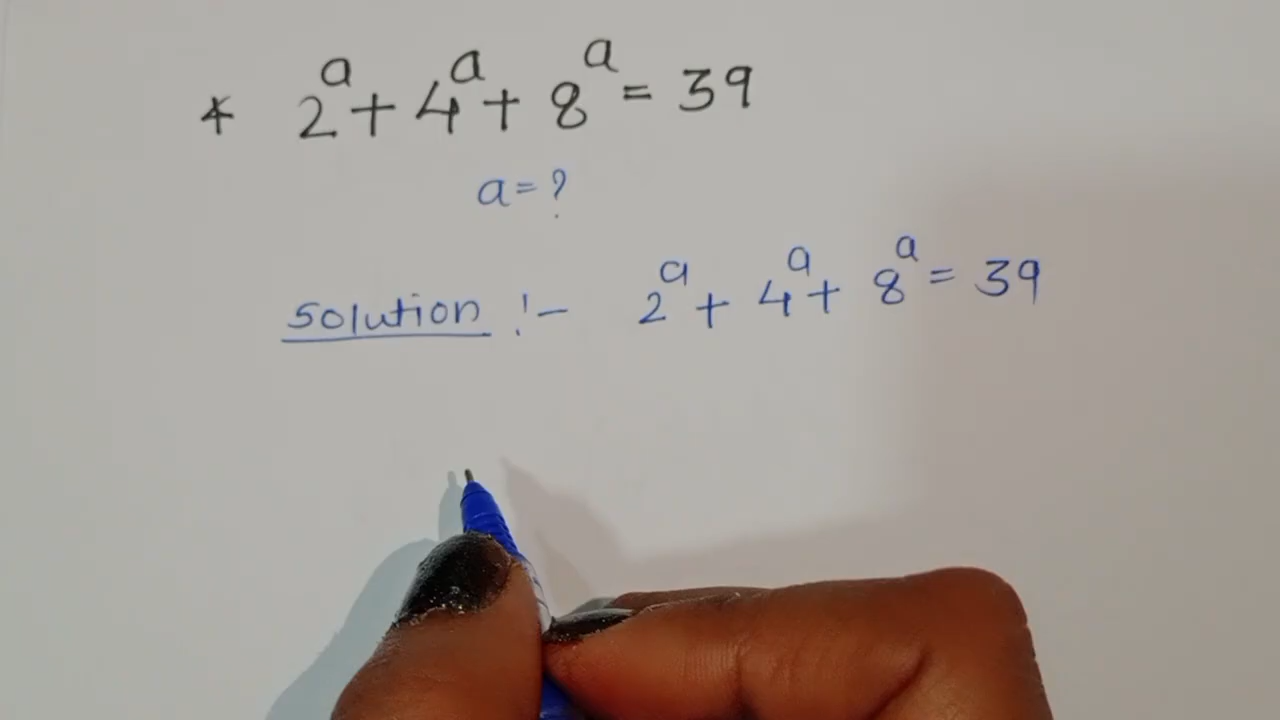 * 2^a + 4^a + 8^a = 39
a = ?
Solution :- 2^a + 4^a + 8^a = 39